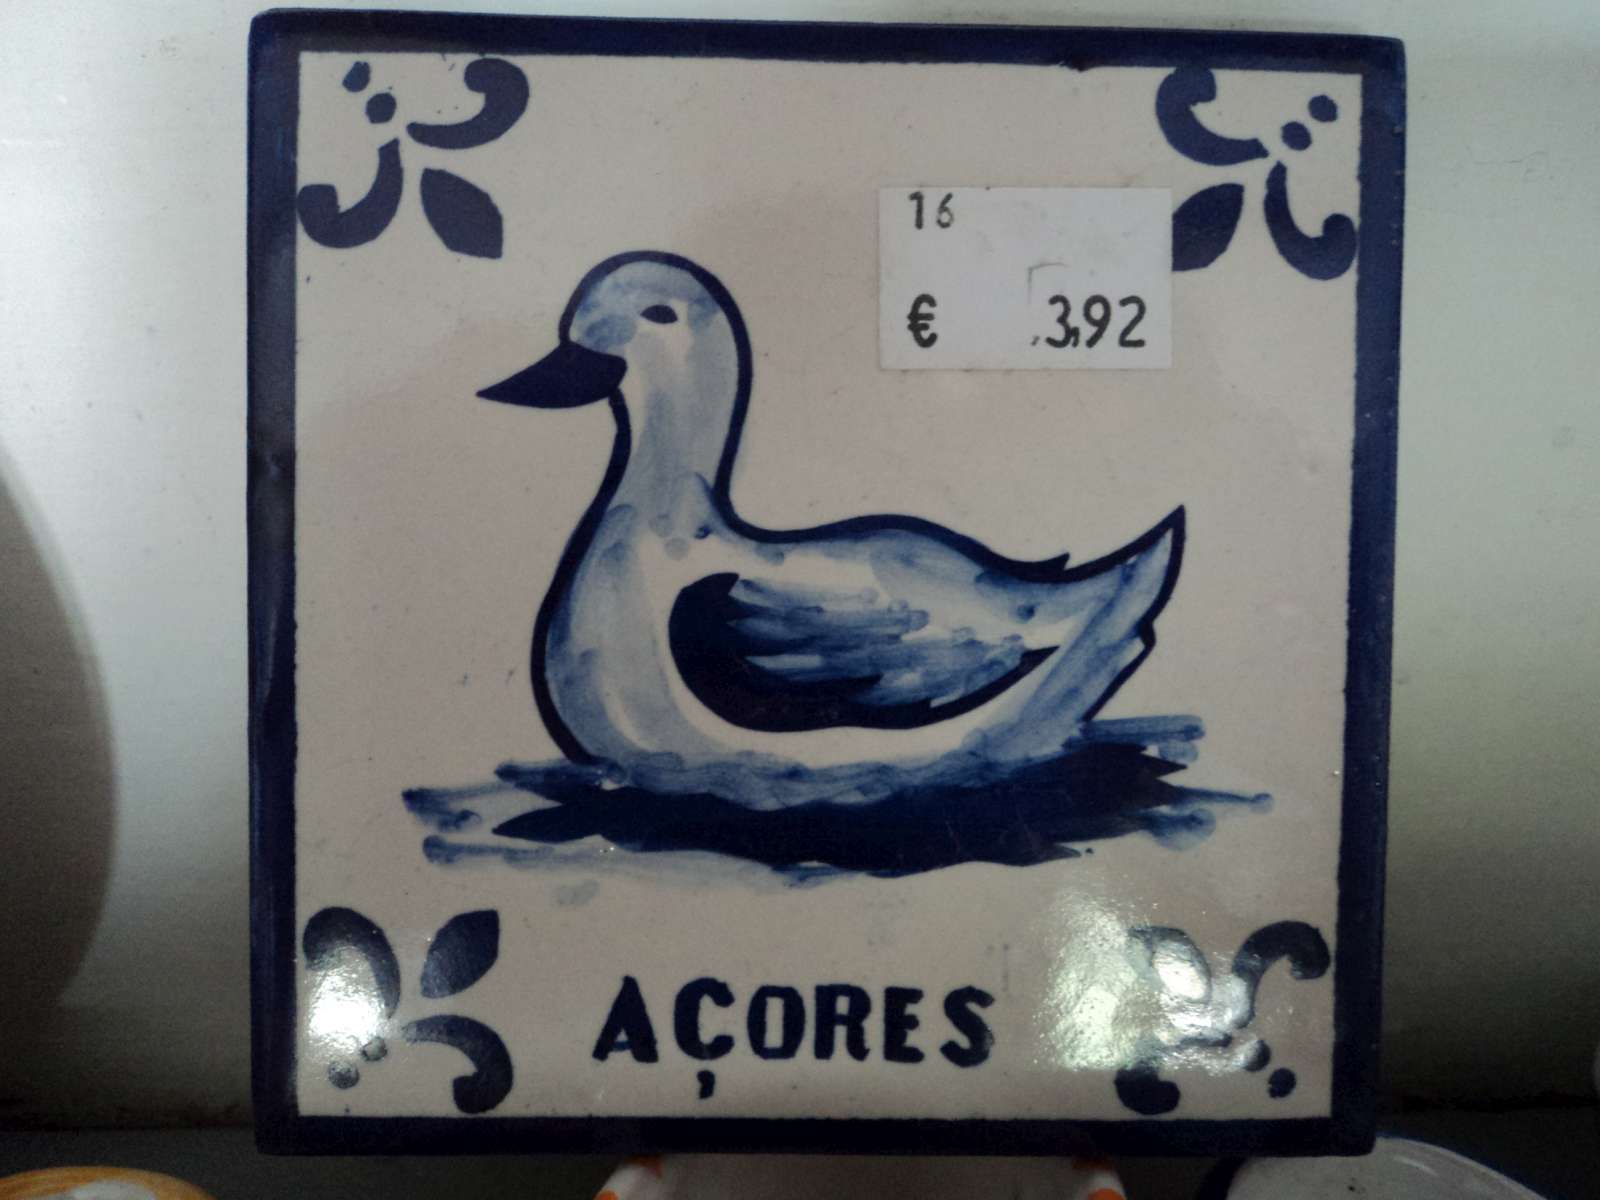 16
€ 3,92
AÇORES